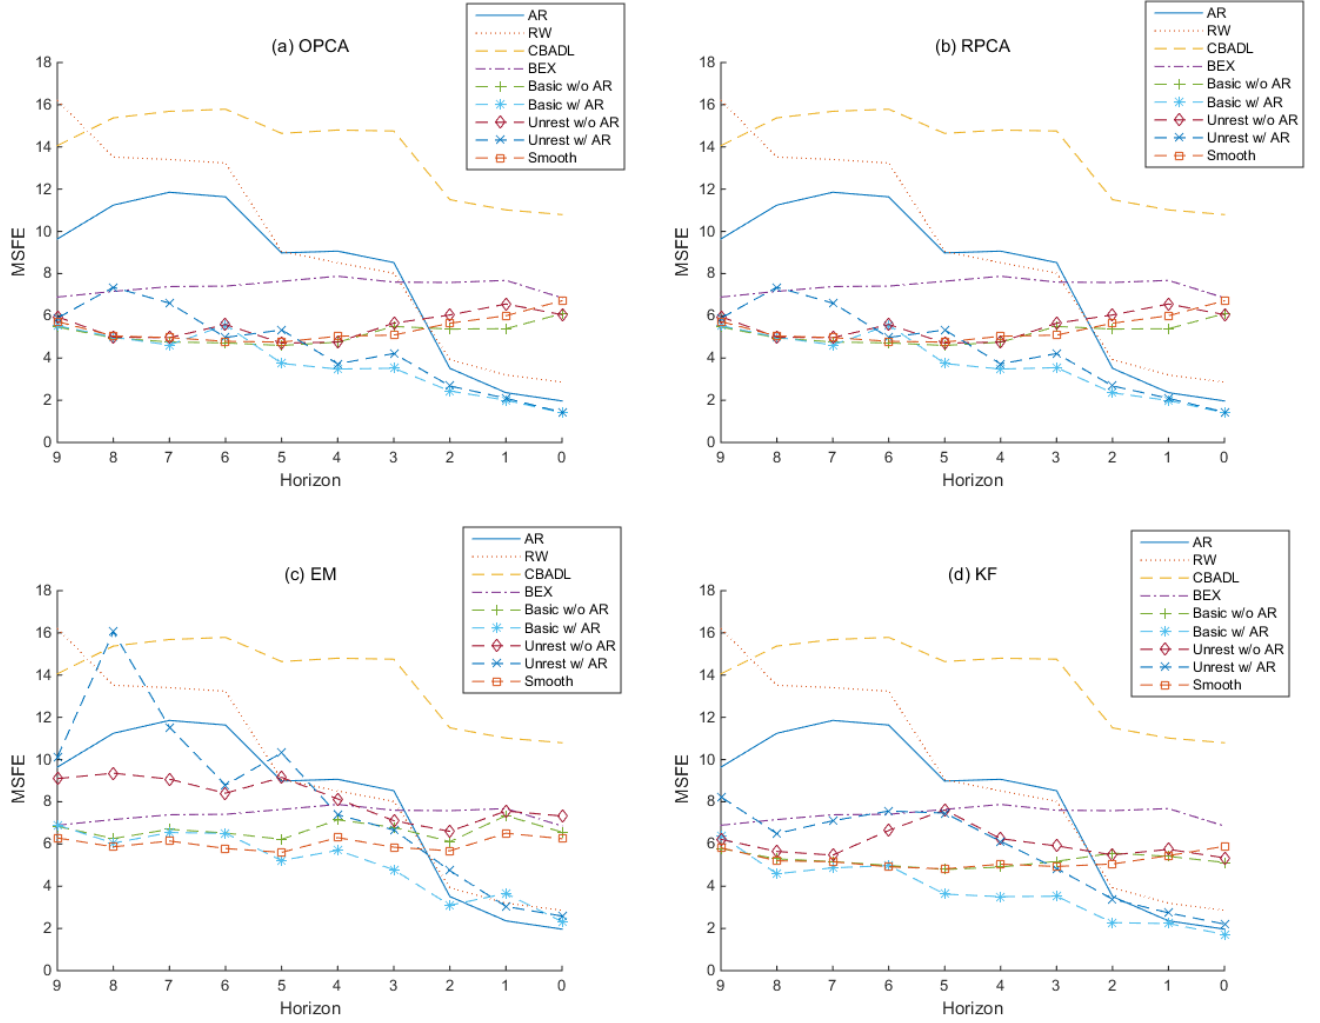 (a) OPCA
AR
RW
CBADL
BEX
Basic w/o AR
Basic w/ AR
Unrest w/o AR
Unrest w/ AR
Smooth
18
16
14
12
10
8
6
4
2
0
MSFE
9 8 7 6 5 4 3 2 1 0
Horizon
(b) RPCA
AR
RW
CBADL
BEX
Basic w/o AR
Basic w/ AR
Unrest w/o AR
Unrest w/ AR
Smooth
18
16
14
12
10
8
6
4
2
0
MSFE
9 8 7 6 5 4 3 2 1 0
Horizon
(c) EM
AR
RW
CBADL
BEX
Basic w/o AR
Basic w/ AR
Unrest w/o AR
Unrest w/ AR
Smooth
18
16
14
12
10
8
6
4
2
0
MSFE
9 8 7 6 5 4 3 2 1 0
Horizon
(d) KF
AR
RW
CBADL
BEX
Basic w/o AR
Basic w/ AR
Unrest w/o AR
Unrest w/ AR
Smooth
18
16
14
12
10
8
6
4
2
0
MSFE
9 8 7 6 5 4 3 2 1 0
Horizon